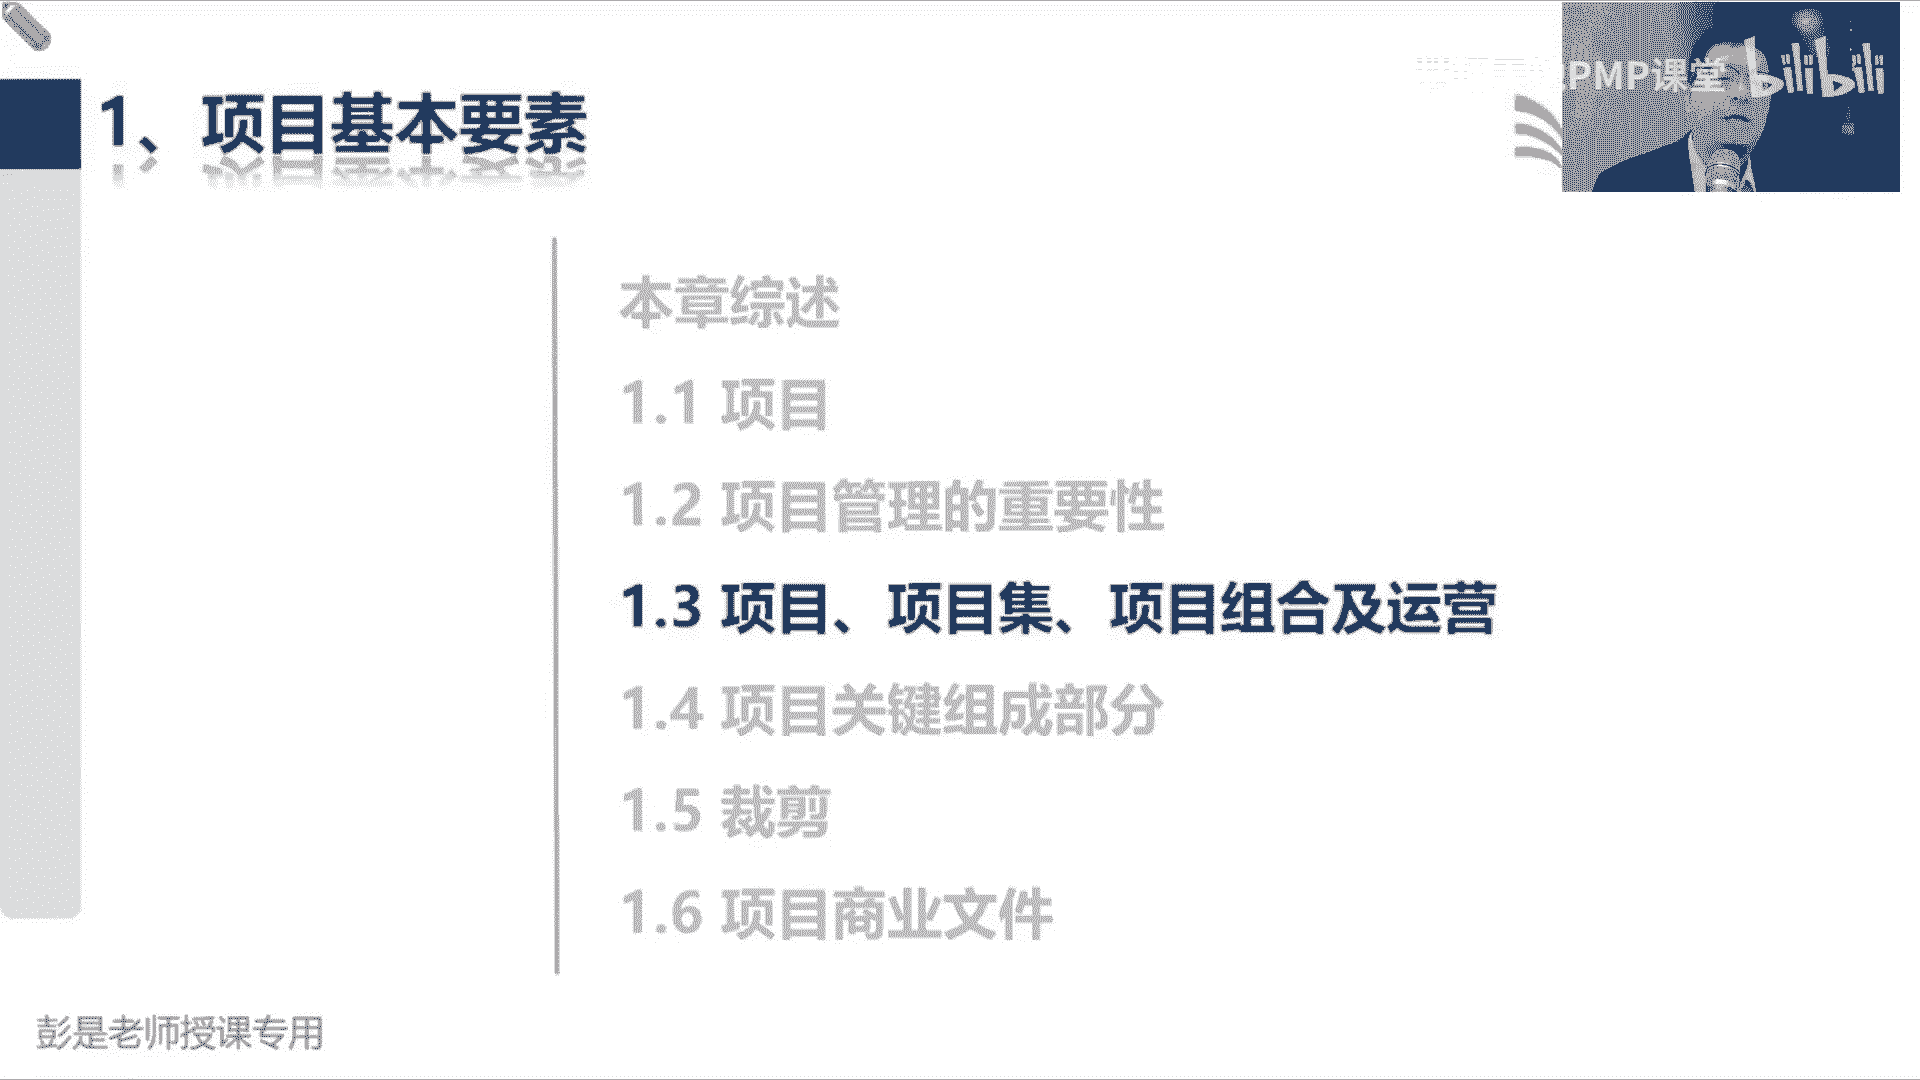 PMP课堂 bilibili
1、项目基本要素
本章综述
1.1 项目
1.2 项目管理的重要性
1.3 项目、项目集、项目组合及运营
1.4 项目关键组成部分
1.5 裁剪
1.6 项目商业文件
彭是老师授课专用